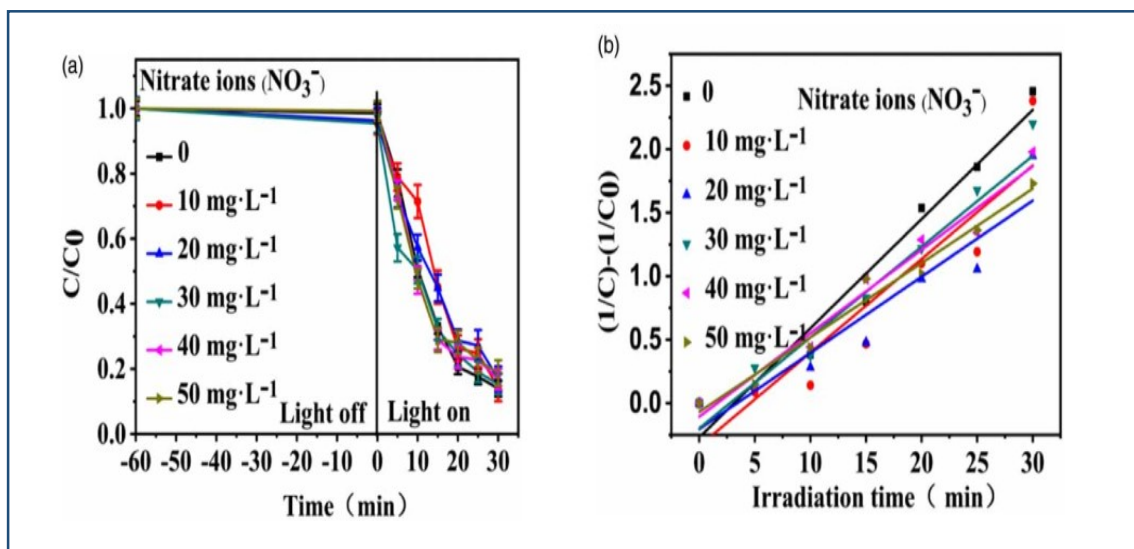 (a)
Nitrate ions (NO₃⁻)
C/C0
1.0
0.8
0.6
0.4
0.2
0.0
0
10 mg·L⁻¹
20 mg·L⁻¹
30 mg·L⁻¹
40 mg·L⁻¹
50 mg·L⁻¹
Light off
Light on
-60 -50 -40 -30 -20 -10 0 10 20 30
Time (min)
(b)
Nitrate ions (NO₃⁻)
(1/C)-(1/C0)
2.5
2.0
1.5
1.0
0.5
0.0
0
10 mg·L⁻¹
20 mg·L⁻¹
30 mg·L⁻¹
40 mg·L⁻¹
50 mg·L⁻¹
0 5 10 15 20 25 30
Irradiation time ( min)